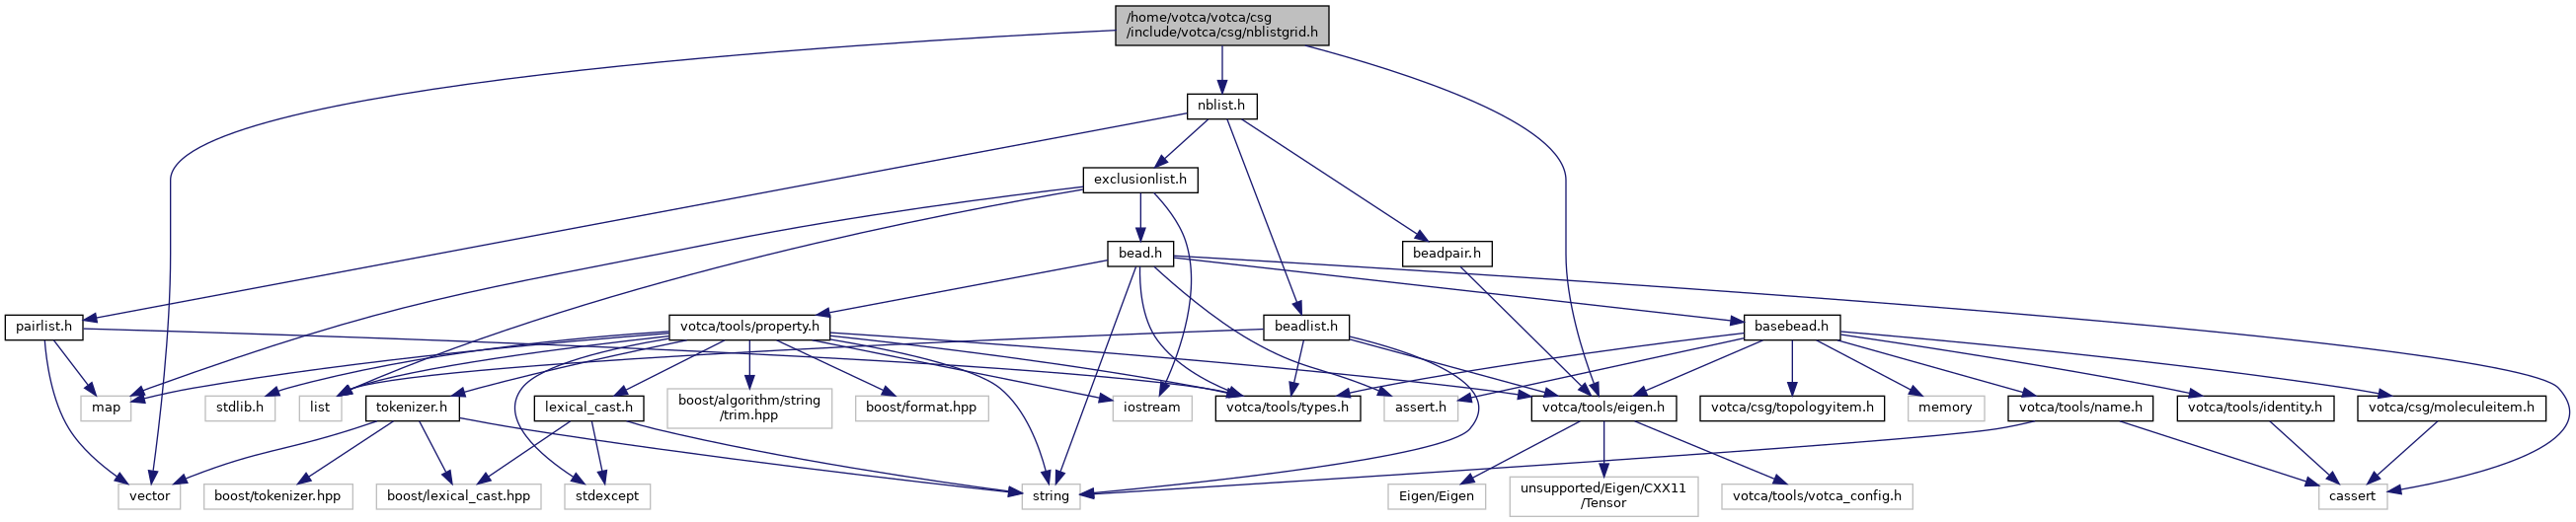 /home/votca/votca/csg
/include/votca/csg/nblistgrid.h
nblist.h
exclusionlist.h
bead.h
beadpair.h
pairlist.h
votca/tools/property.h
beadlist.h
basebead.h
map
stdlib.h
list
tokenizer.h
lexical_cast.h
boost/algorithm/string
/trim.hpp
boost/format.hpp
iostream
votca/tools/types.h
assert.h
votca/tools/eigen.h
votca/csg/topologyitem.h
memory
votca/tools/name.h
votca/tools/identity.h
votca/csg/moleculeitem.h
vector
boost/tokenizer.hpp
boost/lexical_cast.hpp
stdexcept
string
Eigen/Eigen
unsupported/Eigen/CXX11
/Tensor
votca/tools/votca_config.h
cassert